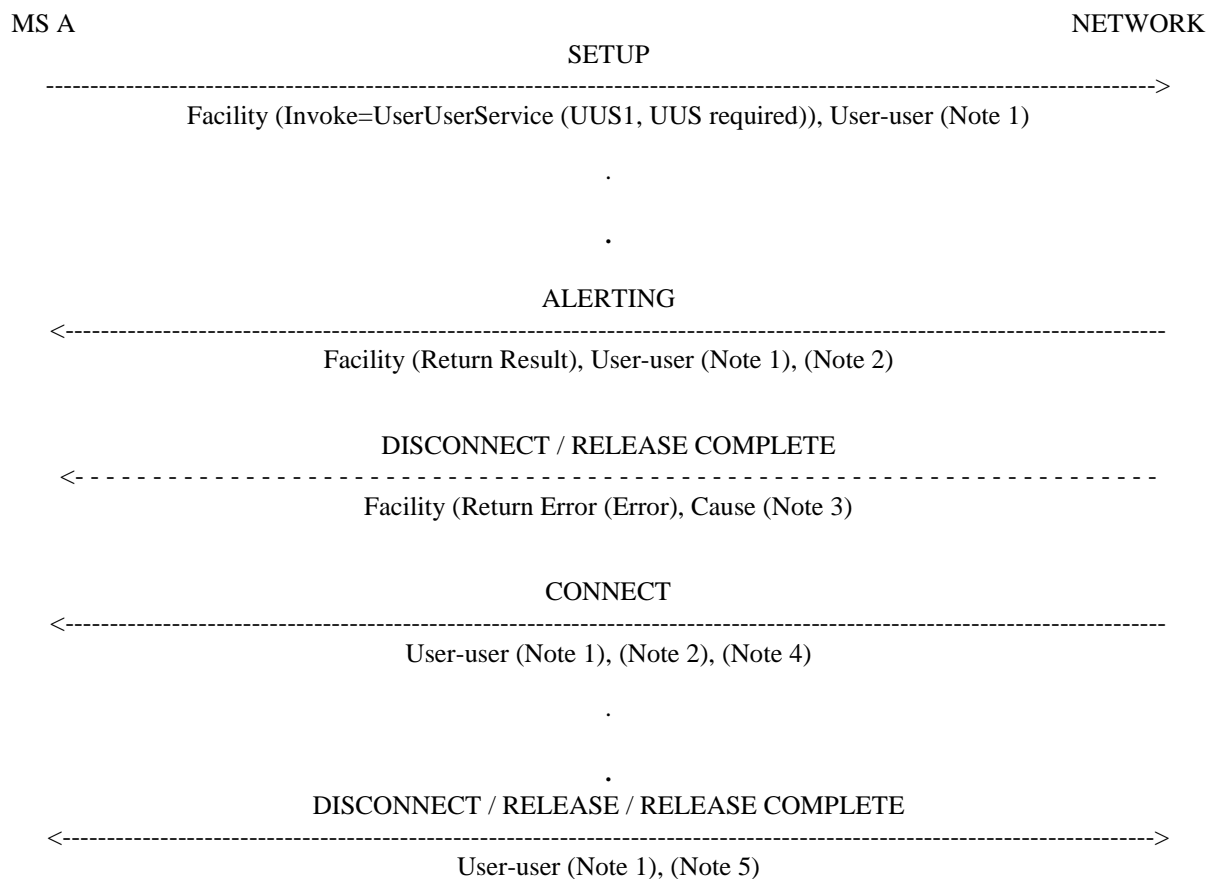 MS A NETWORK
SETUP
------------------------------------------------------------------------------------------------------------------------------>
Facility (Invoke=UserUserService (UUS1, UUS required)), User-user (Note 1)
.
.
ALERTING
<-----------------------------------------------------------------------------------------------------------------------------
Facility (Return Result), User-user (Note 1), (Note 2)
DISCONNECT / RELEASE COMPLETE
<- - - - - - - - - - - - - - - - - - - - - - - - - - - - - - - - - - - - - - - - - - - - - - - - - - - - - - - - - - - - - - - - - - - - - -
Facility (Return Error (Error), Cause (Note 3)
CONNECT
<-----------------------------------------------------------------------------------------------------------------------------
User-user (Note 1), (Note 2), (Note 4)
.
.
DISCONNECT / RELEASE / RELEASE COMPLETE
<---------------------------------------------------------------------------------------------------------------------------->
User-user (Note 1), (Note 5)